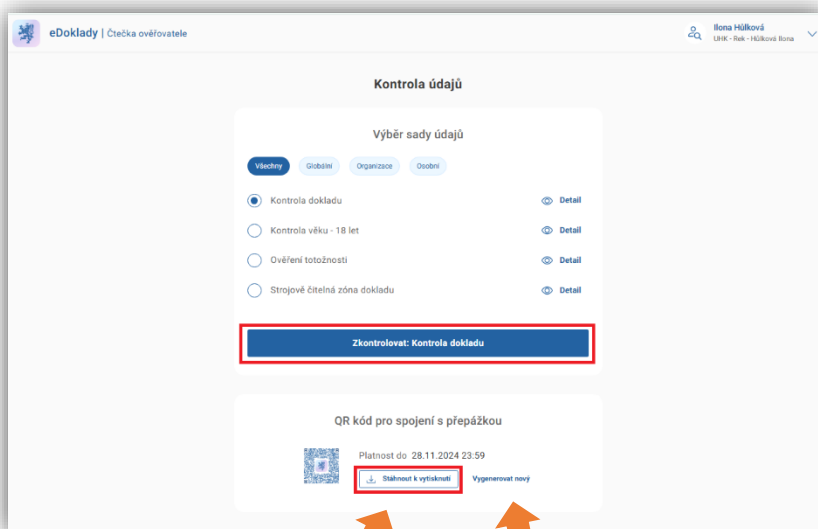 eDoklady | Čtečka ověřovatele
Ilona Hůlková
UHK - Rek - Hůlková Ilona
Kontrola údajů
Výběr sady údajů
Všechny Globální Organizace Osobní
Kontrola dokladu Detail
Kontrola věku - 18 let Detail
Ověření totožnosti Detail
Strojově čitelná zóna dokladu Detail
Zkontrolovat: Kontrola dokladu
QR kód pro spojení s přepážkou
Platnost do 28.11.2024 23:59
Stáhnout k vytisknutí Vygenerovat nový